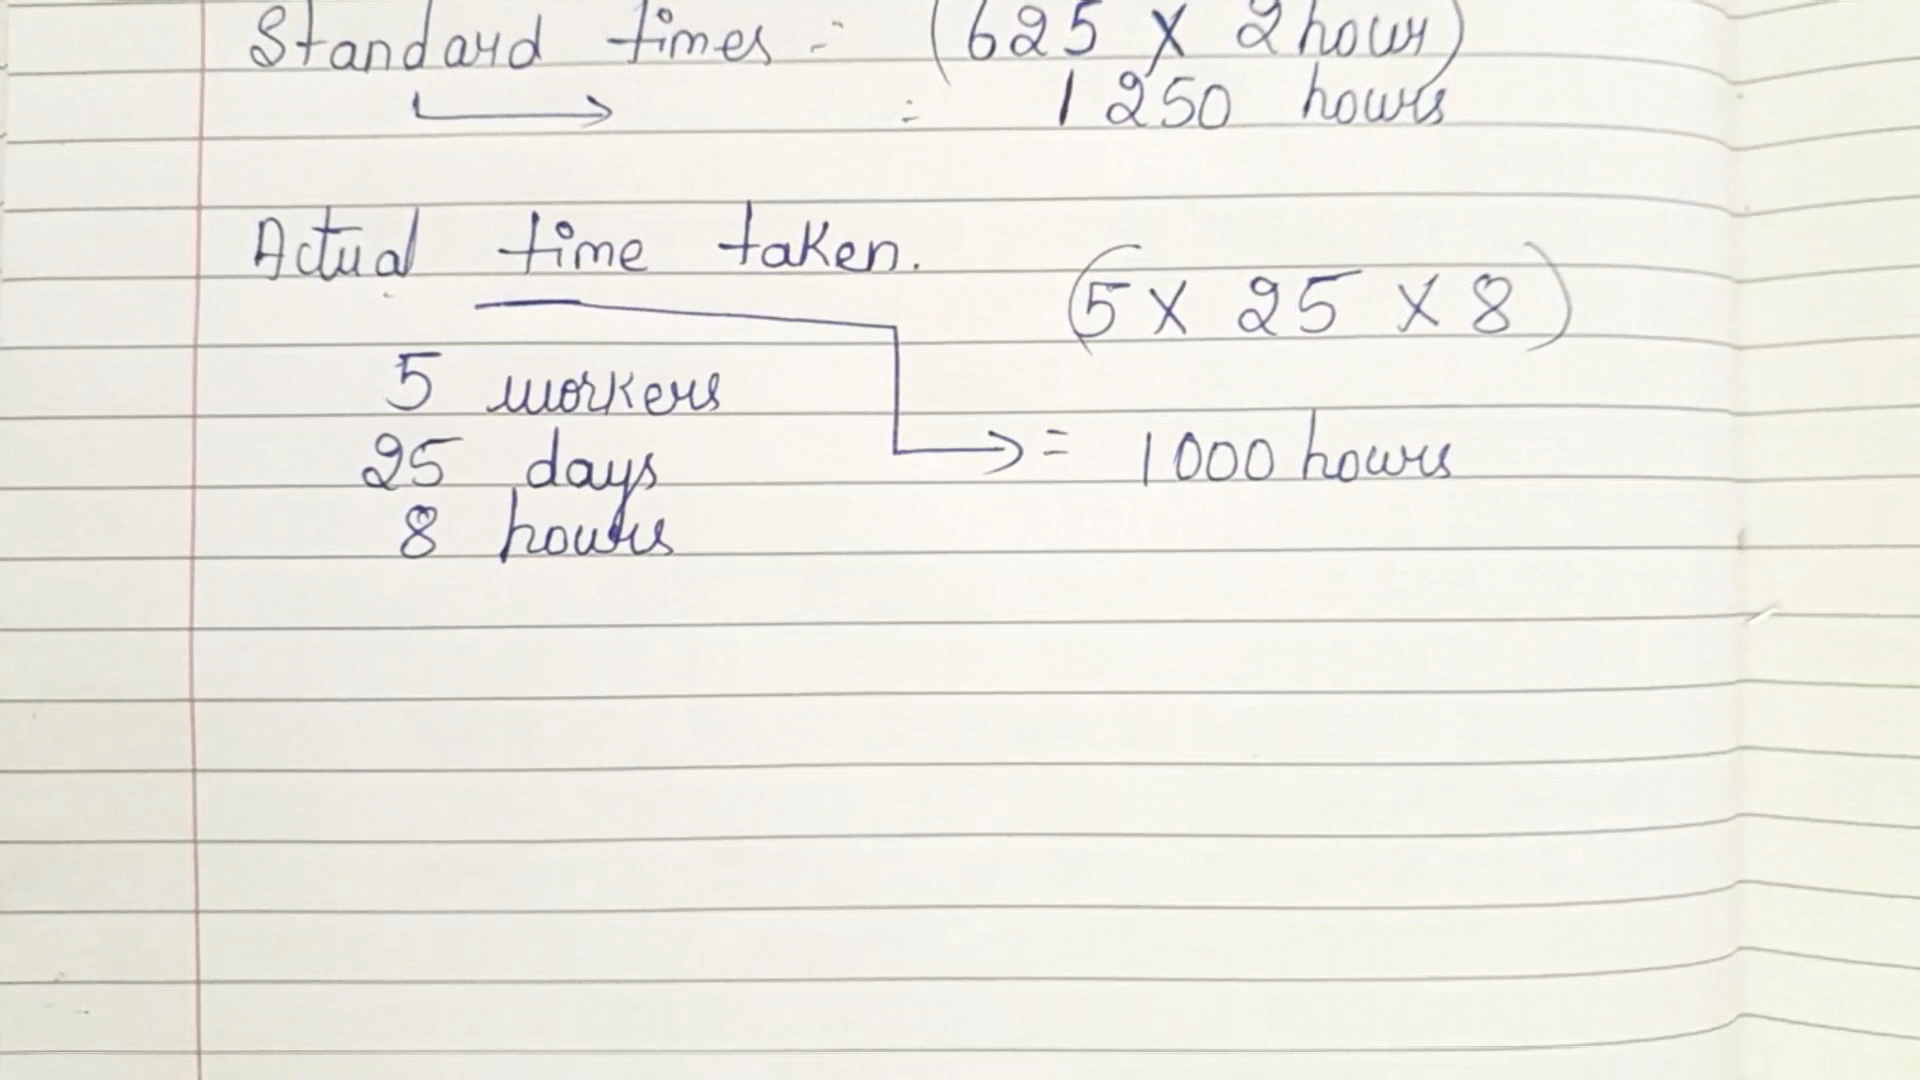 Standard times = (625 X 2 hour)
= 1250 hours
Actual time taken.
(5 X 25 X 8)
5 workers
25 days
= 1000 hours
8 hours